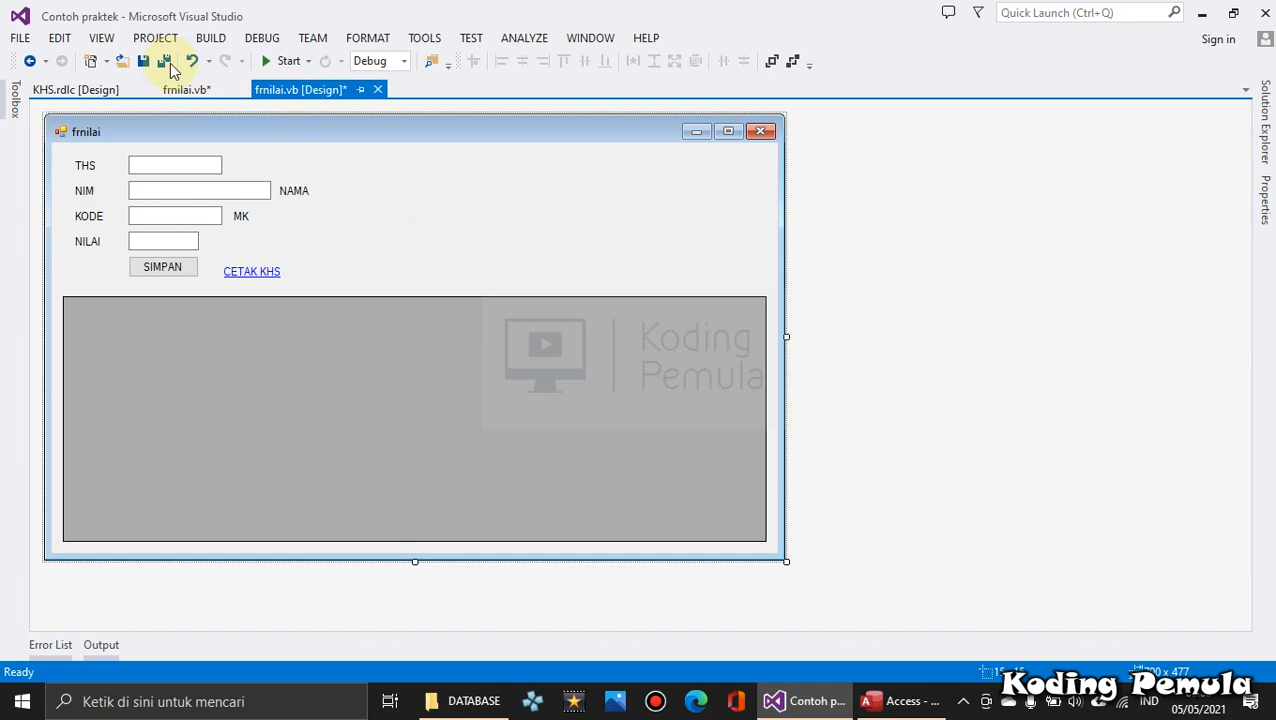 Contoh praktek - Microsoft Visual Studio
Quick Launch (Ctrl+Q)
FILE EDIT VIEW PROJECT BUILD DEBUG TEAM FORMAT TOOLS TEST ANALYZE WINDOW HELP
Sign in
Start Debug
KHS.rdlc [Design] frnilai.vb* frnilai.vb [Design]*
Toolbox
Solution Explorer
Properties
frnilai
THS
NIM NAMA
KODE MK
NILAI
SIMPAN CETAK KHS
Koding
Pemula
Error List Output
Ready
Ketik di sini untuk mencari
DATABASE
Contoh p...
Access - ...
IND
05/05/2021
Koding Pemula